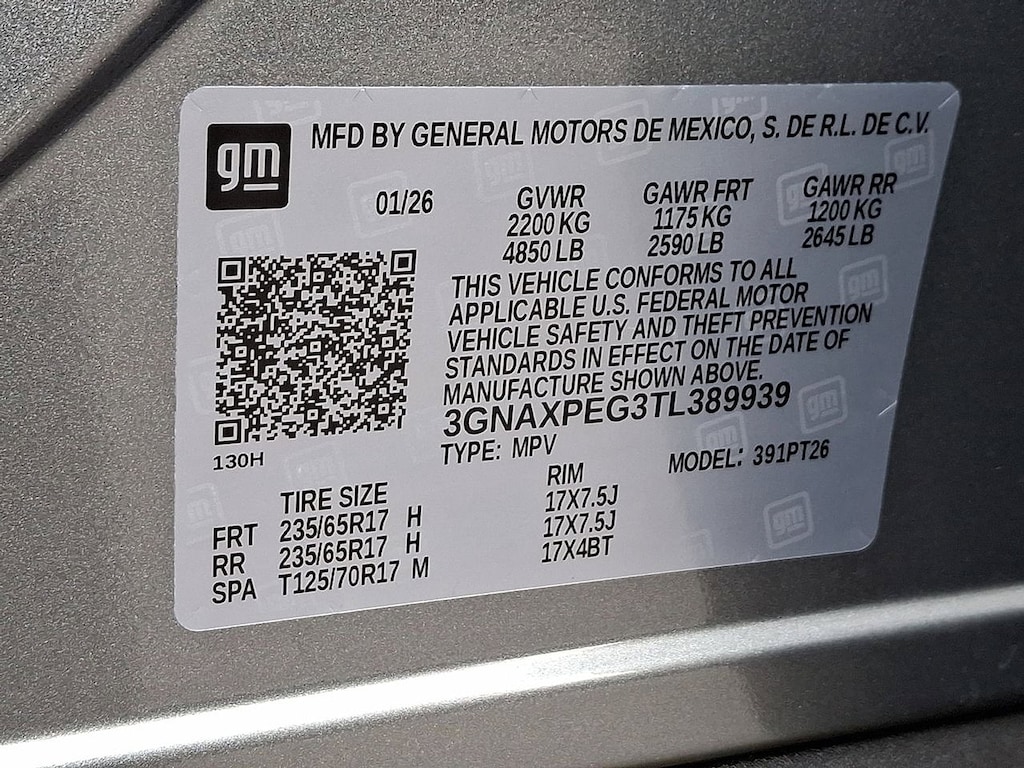 gm MFD BY GENERAL MOTORS DE MEXICO, S. DE R.L. DE C.V.
01/26 GVWR GAWR FRT GAWR RR
2200 KG 1175 KG 1200 KG
4850 LB 2590 LB 2645 LB
THIS VEHICLE CONFORMS TO ALL
APPLICABLE U.S. FEDERAL MOTOR
VEHICLE SAFETY AND THEFT PREVENTION
STANDARDS IN EFFECT ON THE DATE OF
MANUFACTURE SHOWN ABOVE.
3GNAXPEG3TL389939
130H
TYPE: MPV MODEL: 391PT26
TIRE SIZE RIM
FRT 235/65R17 H 17X7.5J
RR 235/65R17 H 17X7.5J
SPA T125/70R17 M 17X4BT